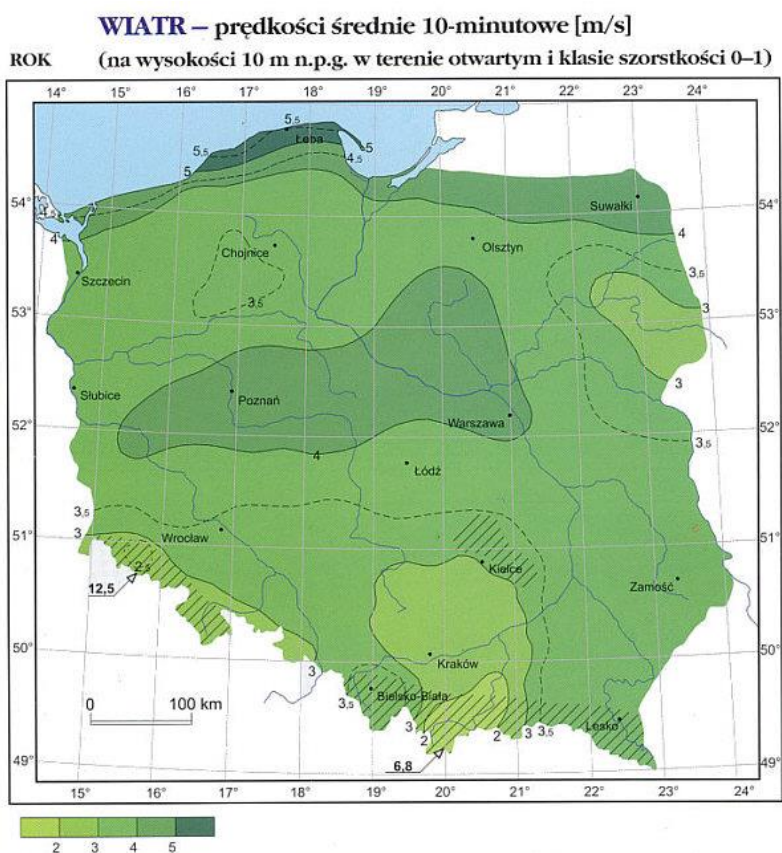 WIATR – prędkości średnie 10-minutowe [m/s]
ROK (na wysokości 10 m n.p.g. w terenie otwartym i klasie szorstkości 0–1)
14° 15° 16° 17° 18° 19° 20° 21° 22° 23°
5,5
Łeba
5,5
5
5
4,5
54°
4,5
Suwałki
54°
4
4
Chojnice
Olsztyn
3,5
Szczecin
3,5
53°
3
53°
Słubice
Poznań
3
52°
Warszawa
52°
3,5
4
Łódź
3,5
51°
3
Wrocław
51°
2,5
Kielce
12,5
Zamość
50°
Kraków
50°
3
0 100 km
3,5
Bielsko-Biała
Lesko
3
2
2
3
3,5
49°
6,8
49°
15° 16° 17° 18° 19° 20° 21° 22° 23° 24°
2 3 4 5